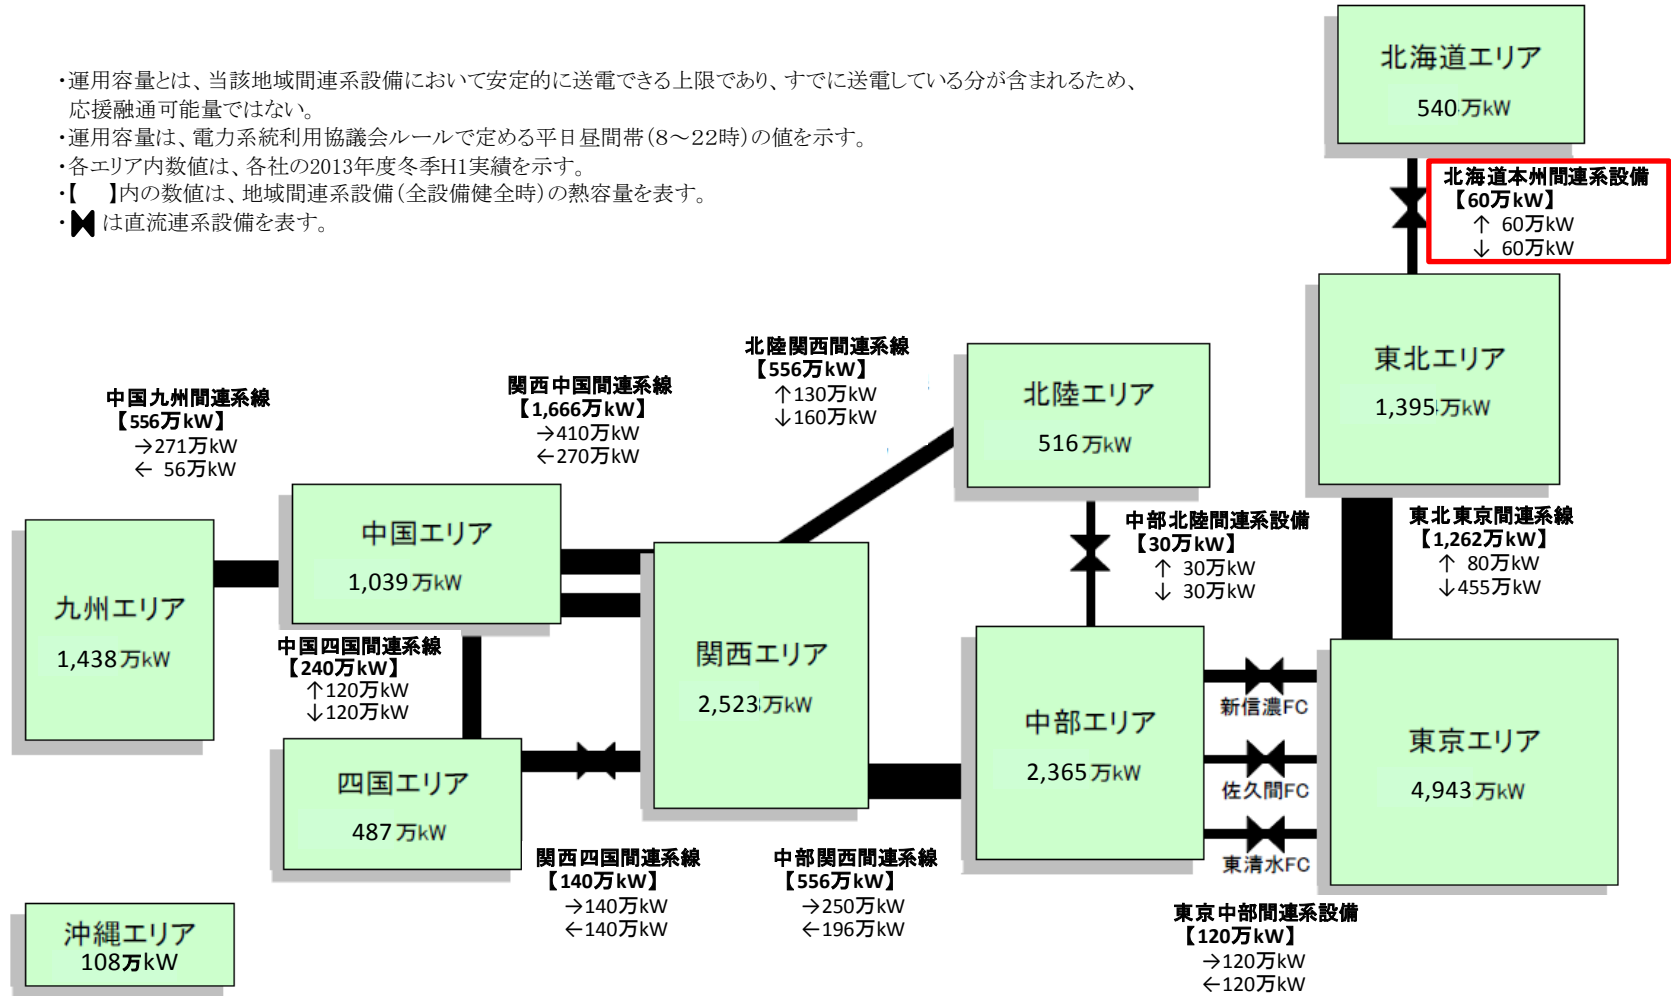 ・運用容量とは、当該地域間連系設備において安定的に送電できる上限であり、すでに送電している分が含まれるため、
応援融通可能量ではない。
・運用容量は、電力系統利用協議会ルールで定める平日昼間帯(8～22時)の値を示す。
・各エリア内数値は、各社の2013年度冬季H1実績を示す。
・【　】内の数値は、地域間連系設備(全設備健全時)の熱容量を表す。
・ は直流連系設備を表す。
北海道エリア
540万kW
北海道本州間連系設備
【60万kW】
↑ 60万kW
↓ 60万kW
東北エリア
1,395万kW
北陸関西間連系線
【556万kW】
↑130万kW
↓160万kW
北陸エリア
516万kW
関西中国間連系線
【1,666万kW】
→410万kW
←270万kW
中国九州間連系線
【556万kW】
→271万kW
← 56万kW
中国エリア
1,039万kW
九州エリア
1,438万kW
中部北陸間連系設備
【30万kW】
↑ 30万kW
↓ 30万kW
東北東京間連系線
【1,262万kW】
↑ 80万kW
↓455万kW
中国四国間連系線
【240万kW】
↑120万kW
↓120万kW
関西エリア
2,523万kW
中部エリア
2,365万kW
新信濃FC
佐久間FC
東清水FC
東京エリア
4,943万kW
四国エリア
487万kW
関西四国間連系線
【140万kW】
→140万kW
←140万kW
中部関西間連系線
【556万kW】
→250万kW
←196万kW
東京中部間連系設備
【120万kW】
→120万kW
←120万kW
沖縄エリア
108万kW